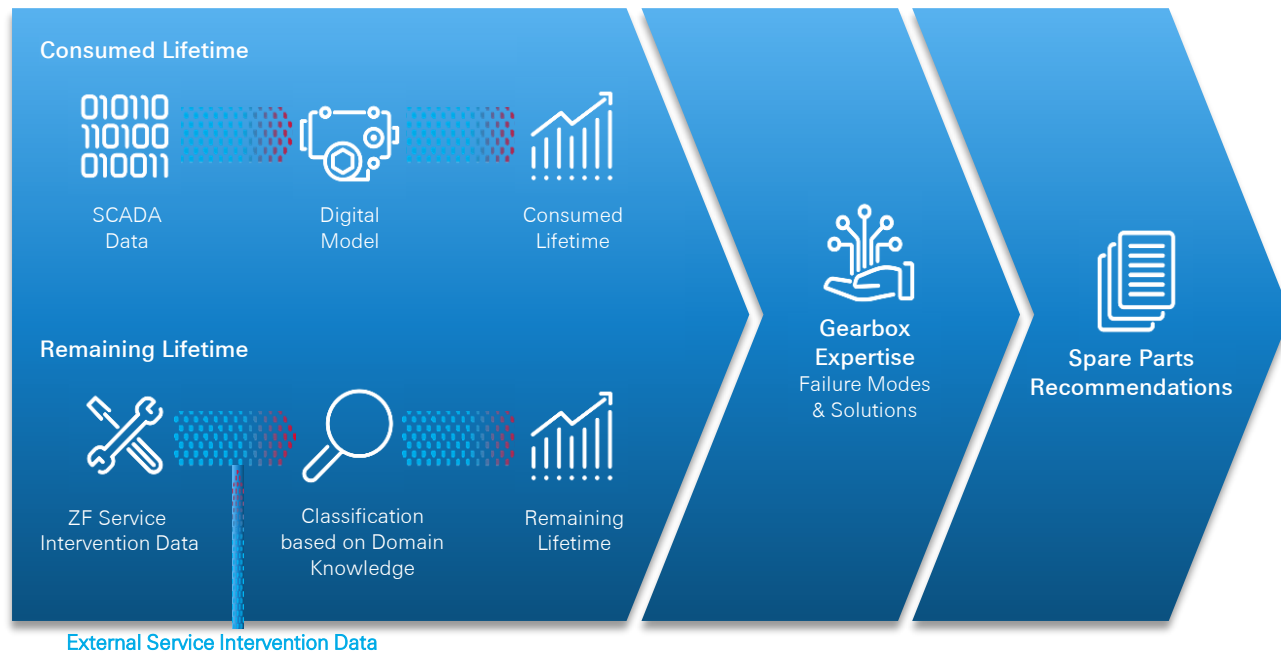 Consumed Lifetime
010110
110100
010011
SCADA
Data
Digital
Model
Consumed
Lifetime
Remaining Lifetime
ZF Service
Intervention Data
Classification
based on Domain
Knowledge
Remaining
Lifetime
External Service Intervention Data
Gearbox
Expertise
Failure Modes
& Solutions
Spare Parts
Recommendations